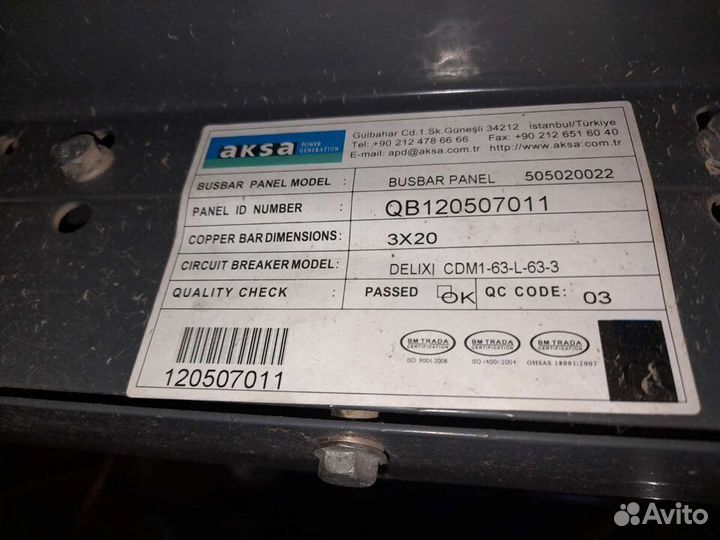 aksa POWER GENERATION
Gülbahar Cd.1.Sk.Güneşli 34212 İstanbul/Türkiye
Tel: +90 212 478 66 66 Fax: +90 212 651 60 40
E-mail: apd@aksa.com.tr http://www.aksa.com.tr
BUSBAR PANEL MODEL : BUSBAR PANEL 505020022
PANEL ID NUMBER : QB120507011
COPPER BAR DIMENSIONS: 3X20
CIRCUIT BREAKER MODEL: DELIXI CDM1-63-L-63-3
QUALITY CHECK : PASSED OK QC CODE: 03
120507011
BM TRADA CERTIFICATION
ISO 9001:2008
BM TRADA CERTIFICATION
ISO 14001:2004
BM TRADA CERTIFICATION
OHSAS 18001:2007
Avito